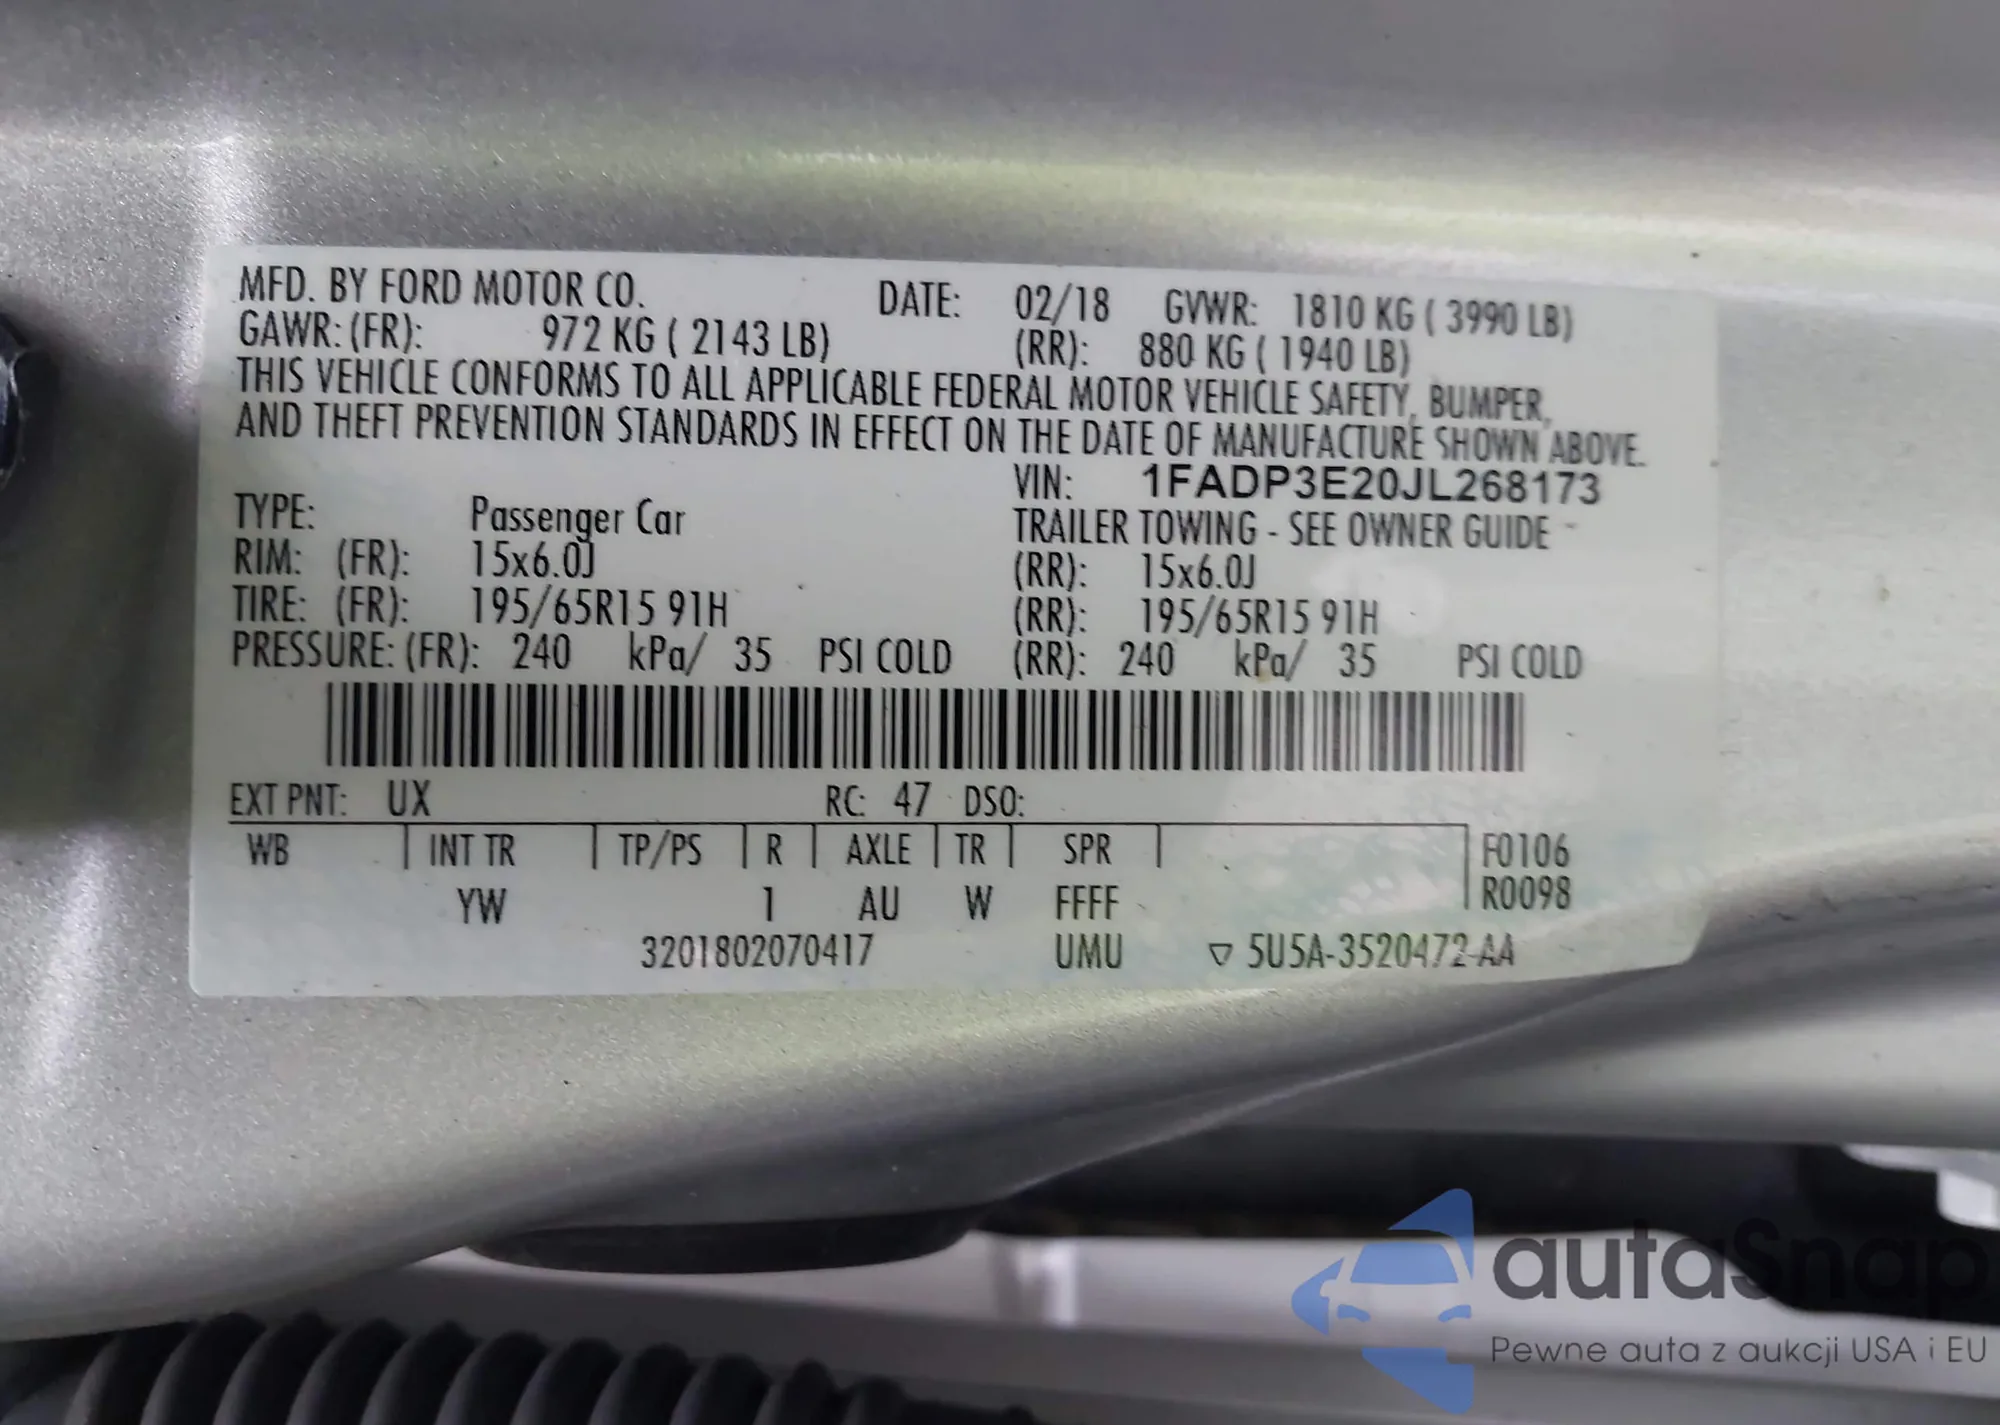 MFD. BY FORD MOTOR CO. DATE: 02/18 GVWR: 1810 KG ( 3990 LB)
GAWR: (FR): 972 KG ( 2143 LB) (RR): 880 KG ( 1940 LB)
THIS VEHICLE CONFORMS TO ALL APPLICABLE FEDERAL MOTOR VEHICLE SAFETY, BUMPER,
AND THEFT PREVENTION STANDARDS IN EFFECT ON THE DATE OF MANUFACTURE SHOWN ABOVE.
VIN: 1FADP3E20JL268173
TYPE: Passenger Car TRAILER TOWING - SEE OWNER GUIDE
RIM: (FR): 15x6.0J (RR): 15x6.0J
TIRE: (FR): 195/65R15 91H (RR): 195/65R15 91H
PRESSURE: (FR): 240 kPa/ 35 PSI COLD (RR): 240 kPa/ 35 PSI COLD
EXT PNT: UX RC: 47 DSO:
WB INT TR TP/PS R AXLE TR SPR F0106
YW 1 AU W FFFF R0098
3201802070417 UMU ▽ 5U5A-3520472-AA
autaSnap
Pewne auta z aukcji USA i EU